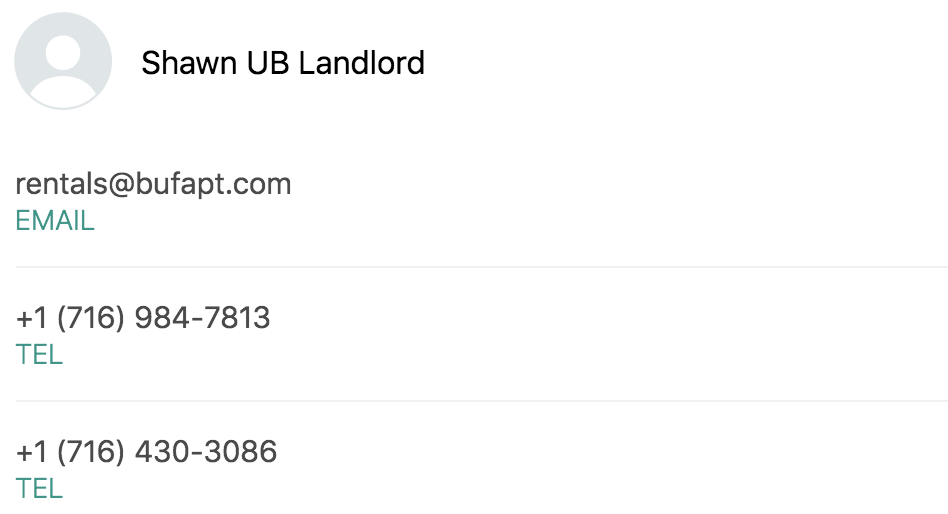 Shawn UB Landlord
rentals@bufapt.com
EMAIL
+1 (716) 984-7813
TEL
+1 (716) 430-3086
TEL